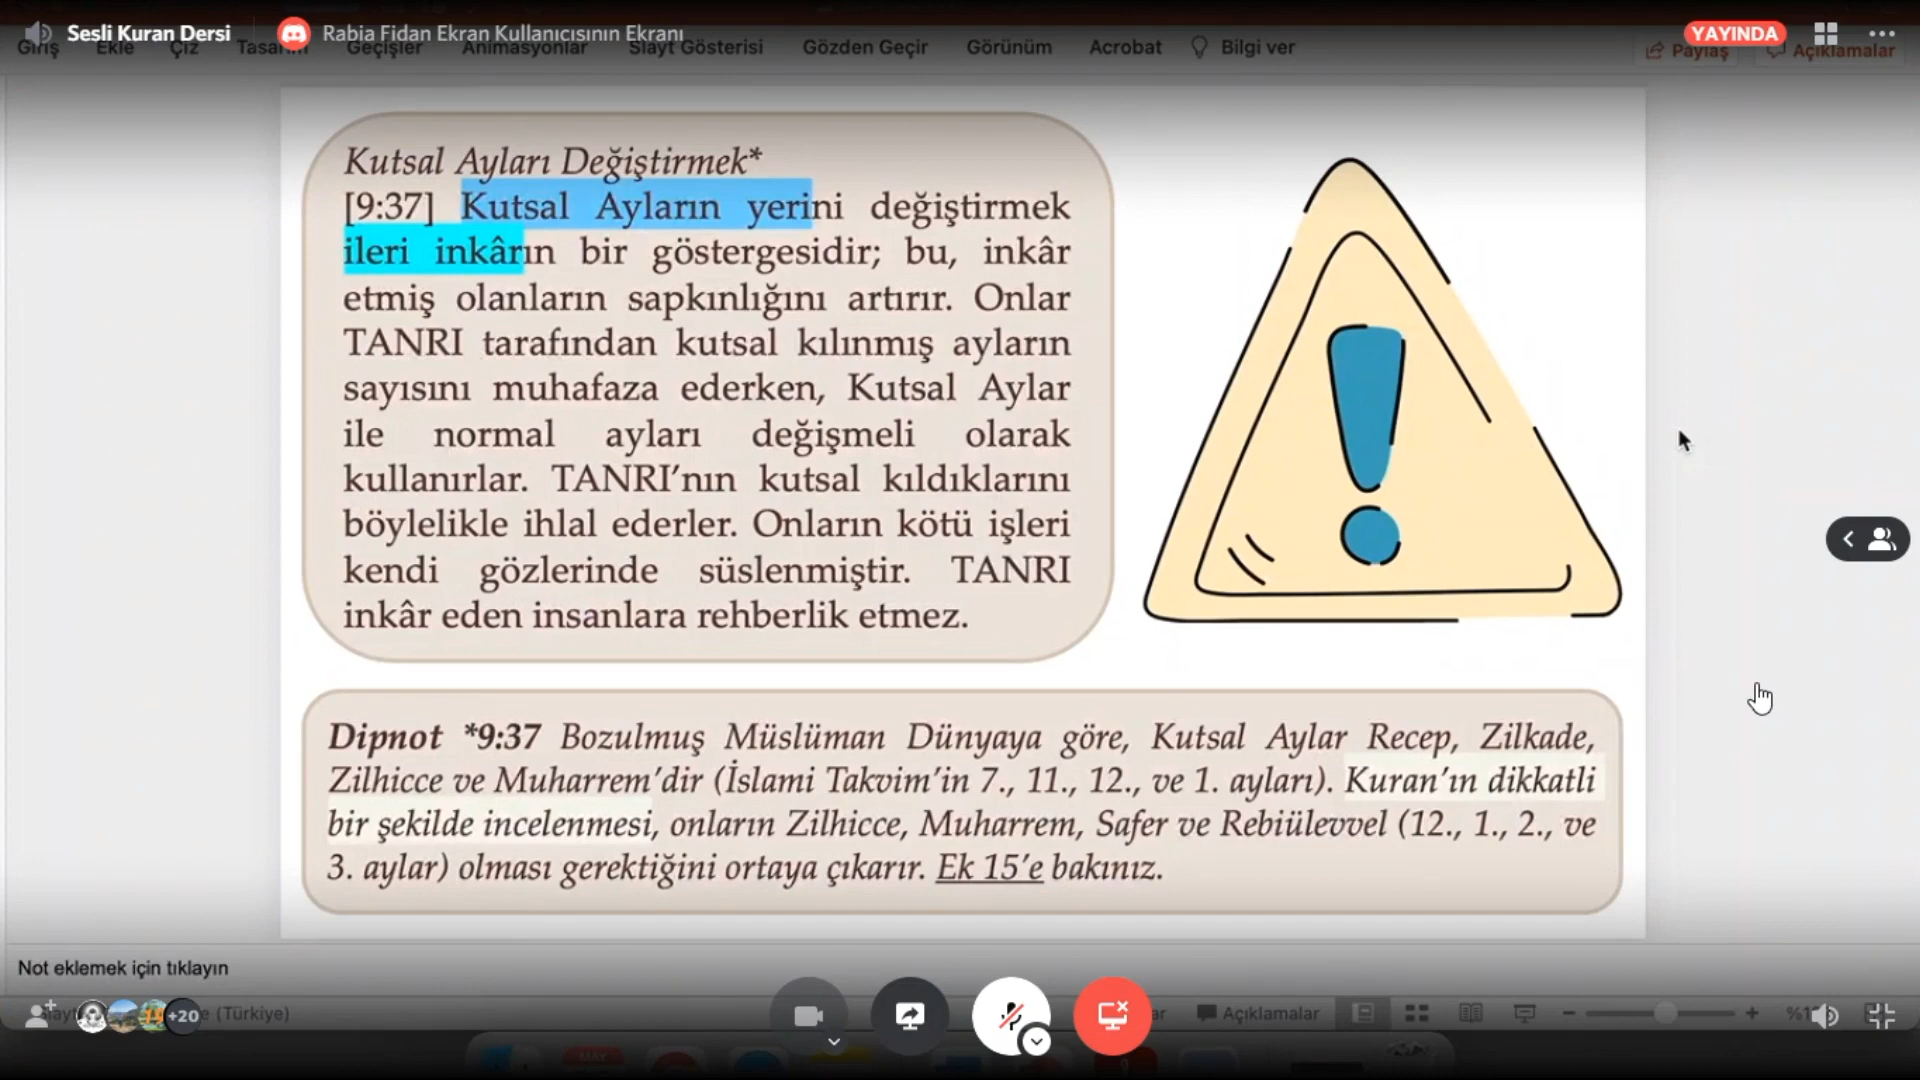 Sesli Kuran Dersi
Rabia Fidan Ekran Kullanıcısının Ekranı
YAYINDA
Giriş Ekle Çiz Geçişler Animasyonlar Slayt Gösterisi Gözden Geçir Görünüm Acrobat Bilgi ver
Paylaş Açıklamalar
Kutsal Ayları Değiştirmek*
[9:37] Kutsal Ayların yerini değiştirmek
ileri inkârın bir göstergesidir; bu, inkâr
etmiş olanların sapkınlığını artırır. Onlar
TANRI tarafından kutsal kılınmış ayların
sayısını muhafaza ederken, Kutsal Aylar
ile normal ayları değişmeli olarak
kullanırlar. TANRI’nın kutsal kıldıklarını
böylelikle ihlal ederler. Onların kötü işleri
kendi gözlerinde süslenmiştir. TANRI
inkâr eden insanlara rehberlik etmez.
Dipnot *9:37 Bozulmuş Müslüman Dünyaya göre, Kutsal Aylar Recep, Zilkade,
Zilhicce ve Muharrem’dir (İslami Takvim’in 7., 11., 12., ve 1. ayları). Kuran’ın dikkatli
bir şekilde incelenmesi, onların Zilhicce, Muharrem, Safer ve Rebiülevvel (12., 1., 2., ve
3. aylar) olması gerektiğini ortaya çıkarır. Ek 15’e bakınız.
Not eklemek için tıklayın
+20
(Türkiye)
Açıklamalar